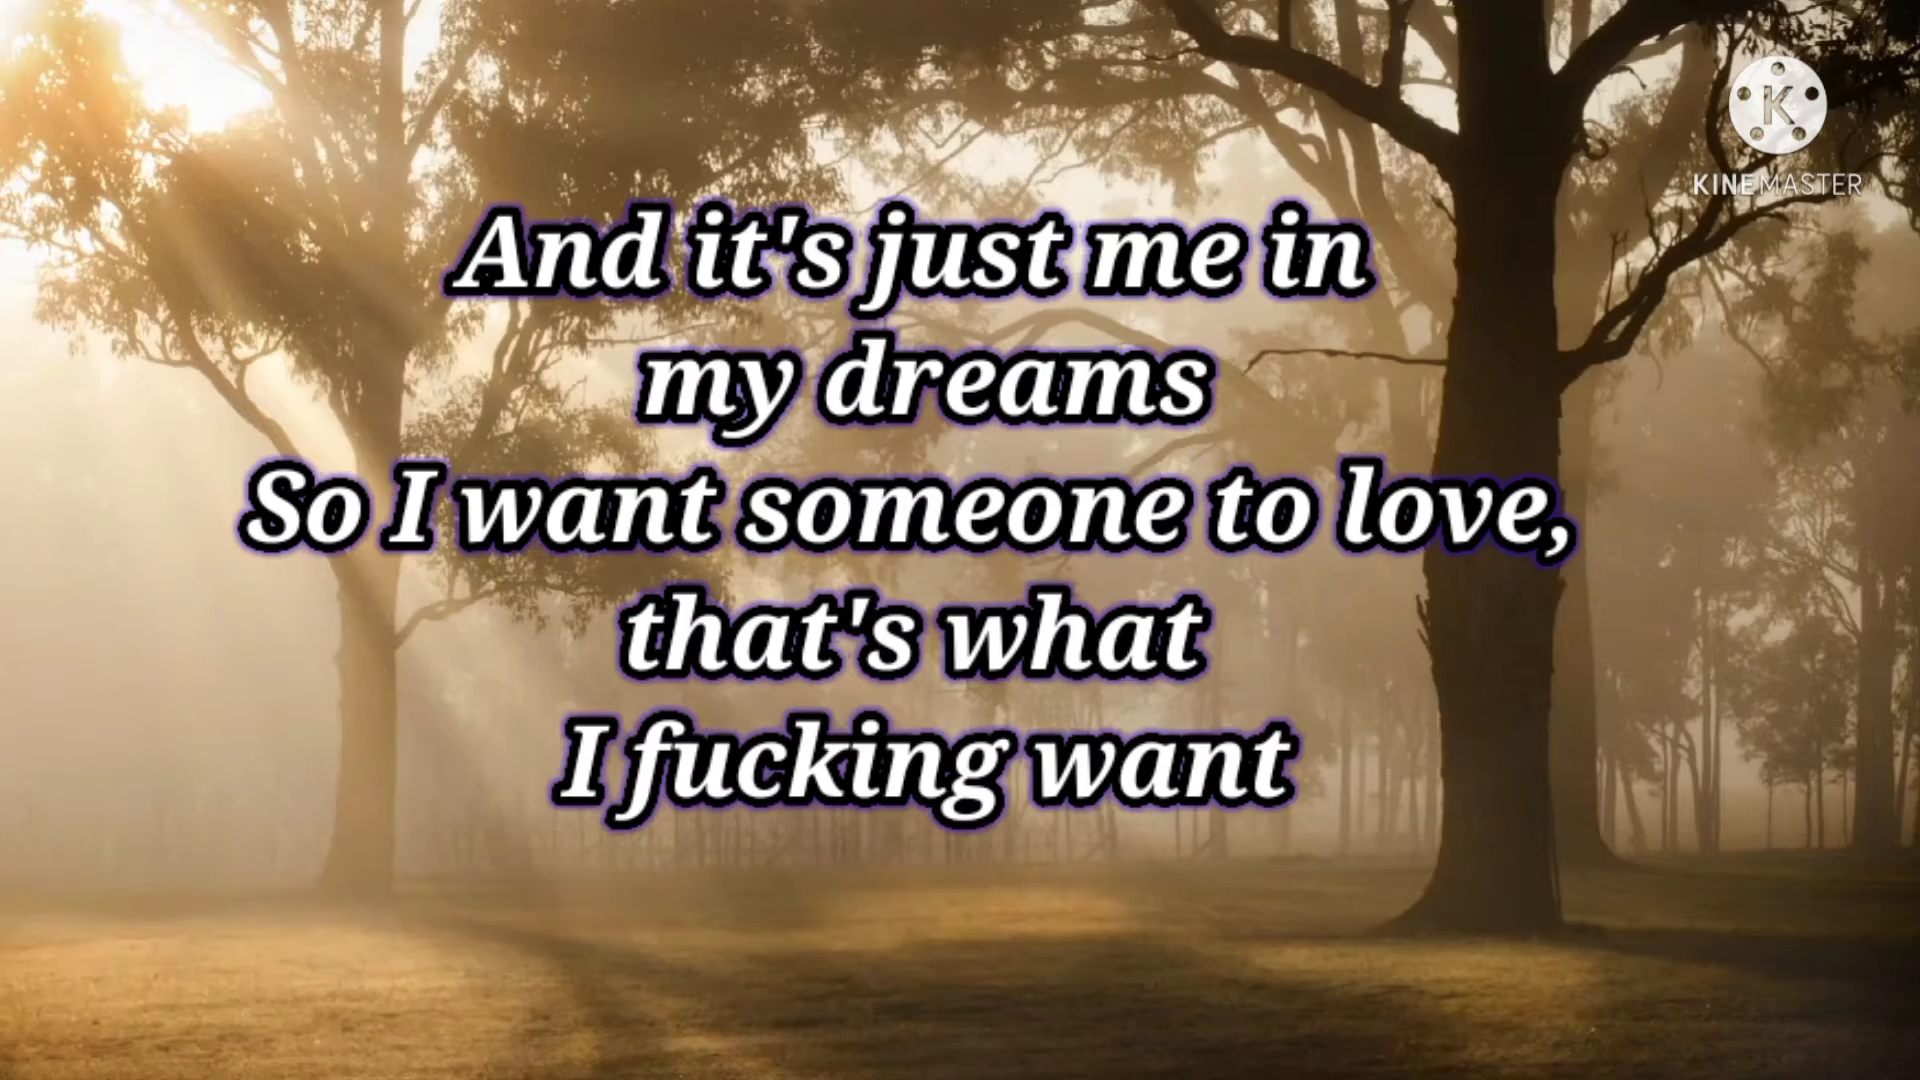 K
KINEMASTER
And it's just me in
my dreams
So I want someone to love,
that's what
I fucking want